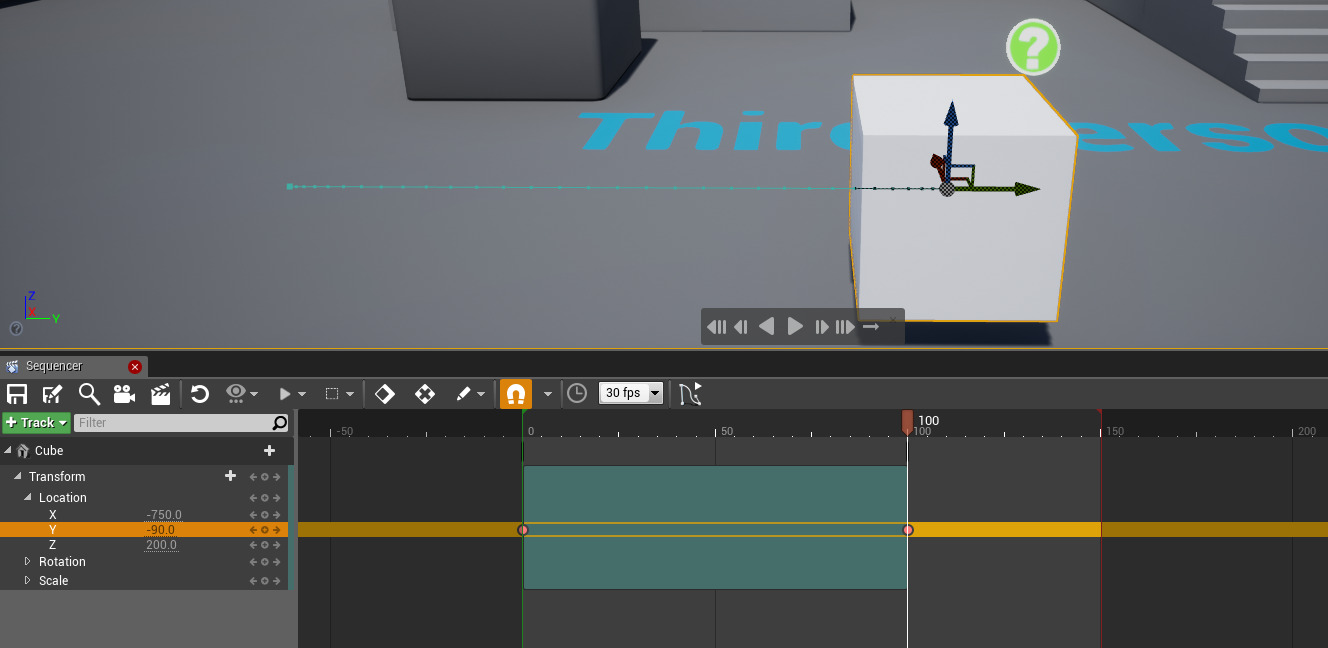 ?
Thir erso
Z
X Y
?
Sequencer
30 fps
+ Track Filter
-50 0 50 100 100 150 200
Cube
Transform
Location
X -750.0
Y -90.0
Z 200.0
Rotation
Scale